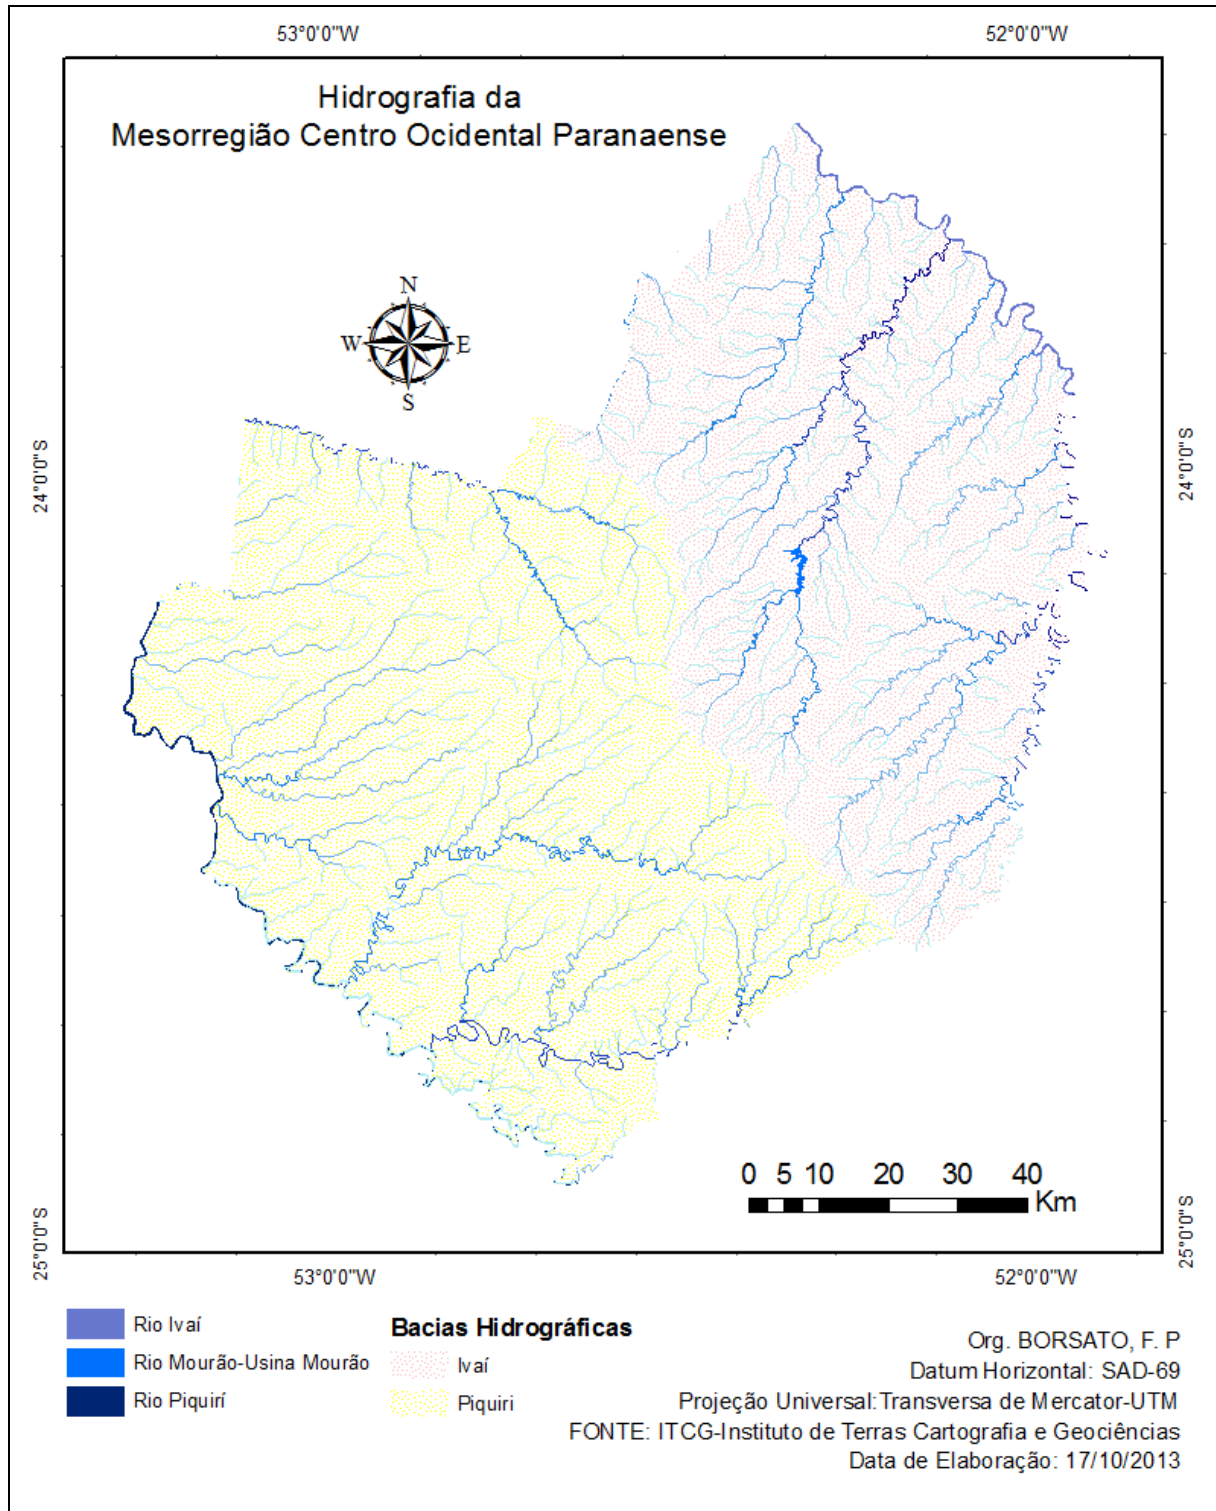 53°0'0"W
52°0'0"W
Hidrografia da
Mesorregião Centro Ocidental Paranaense
N
W
E
S
24°0'0"S
24°0'0"S
0 5 10 20 30 40
Km
25°0'0"S
25°0'0"S
53°0'0"W
52°0'0"W
Rio Ivaí
Rio Mourão-Usina Mourão
Rio Piquirí
Bacias Hidrográficas
Ivaí
Piquiri
Org. BORSATO, F. P
Datum Horizontal: SAD-69
Projeção Universal:Transversa de Mercator-UTM
FONTE: ITCG-Instituto de Terras Cartografia e Geociências
Data de Elaboração: 17/10/2013